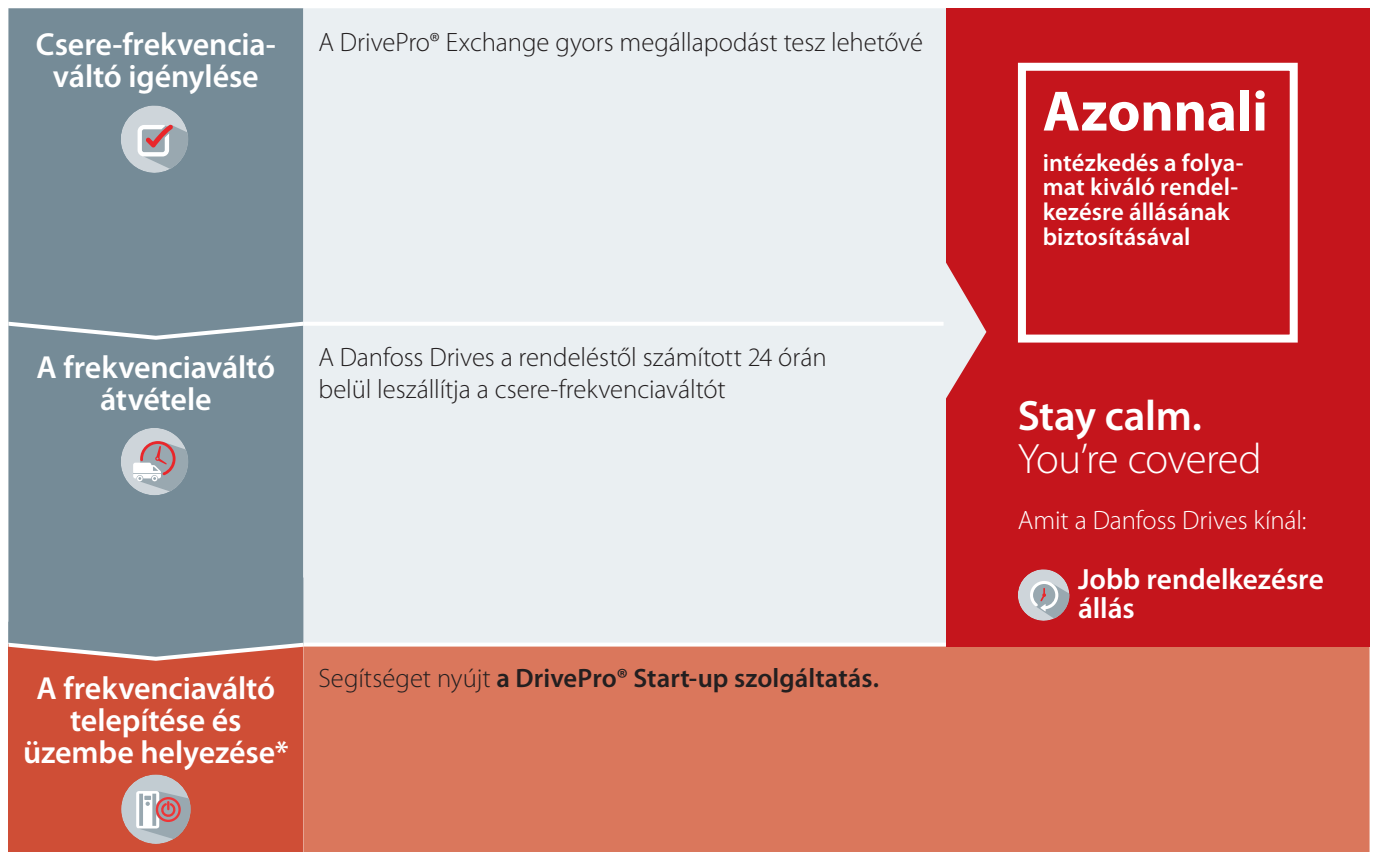 Csere-frekvencia-
váltó igénylése
A DrivePro® Exchange gyors megállapodást tesz lehetővé
A frekvenciaváltó
átvétele
A Danfoss Drives a rendeléstől számított 24 órán
belül leszállítja a csere-frekvenciaváltót
Azonnali
intézkedés a folya-
mat kiváló rendel-
kezésre állásának
biztosításával
Stay calm.
You're covered
Amit a Danfoss Drives kínál:
Jobb rendelkezésre
állás
A frekvenciaváltó
telepítése és
üzembe helyezése*
Segítséget nyújt a DrivePro® Start-up szolgáltatás.